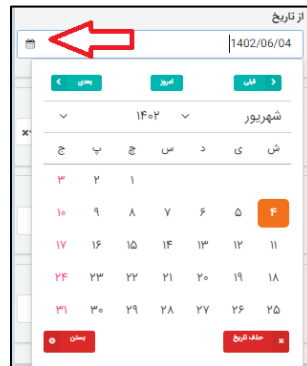 از تاریخ
1402/06/04
قبلی امروز بعدی
شهریور ۱۴۰۲
ش ی د س چ پ ج
۱ ۲ ۳
۴ ۵ ۶ ۷ ۸ ۹ ۱۰
۱۱ ۱۲ ۱۳ ۱۴ ۱۵ ۱۶ ۱۷
۱۸ ۱۹ ۲۰ ۲۱ ۲۲ ۲۳ ۲۴
۲۵ ۲۶ ۲۷ ۲۸ ۲۹ ۳۰ ۳۱
حذف تاریخ بستن